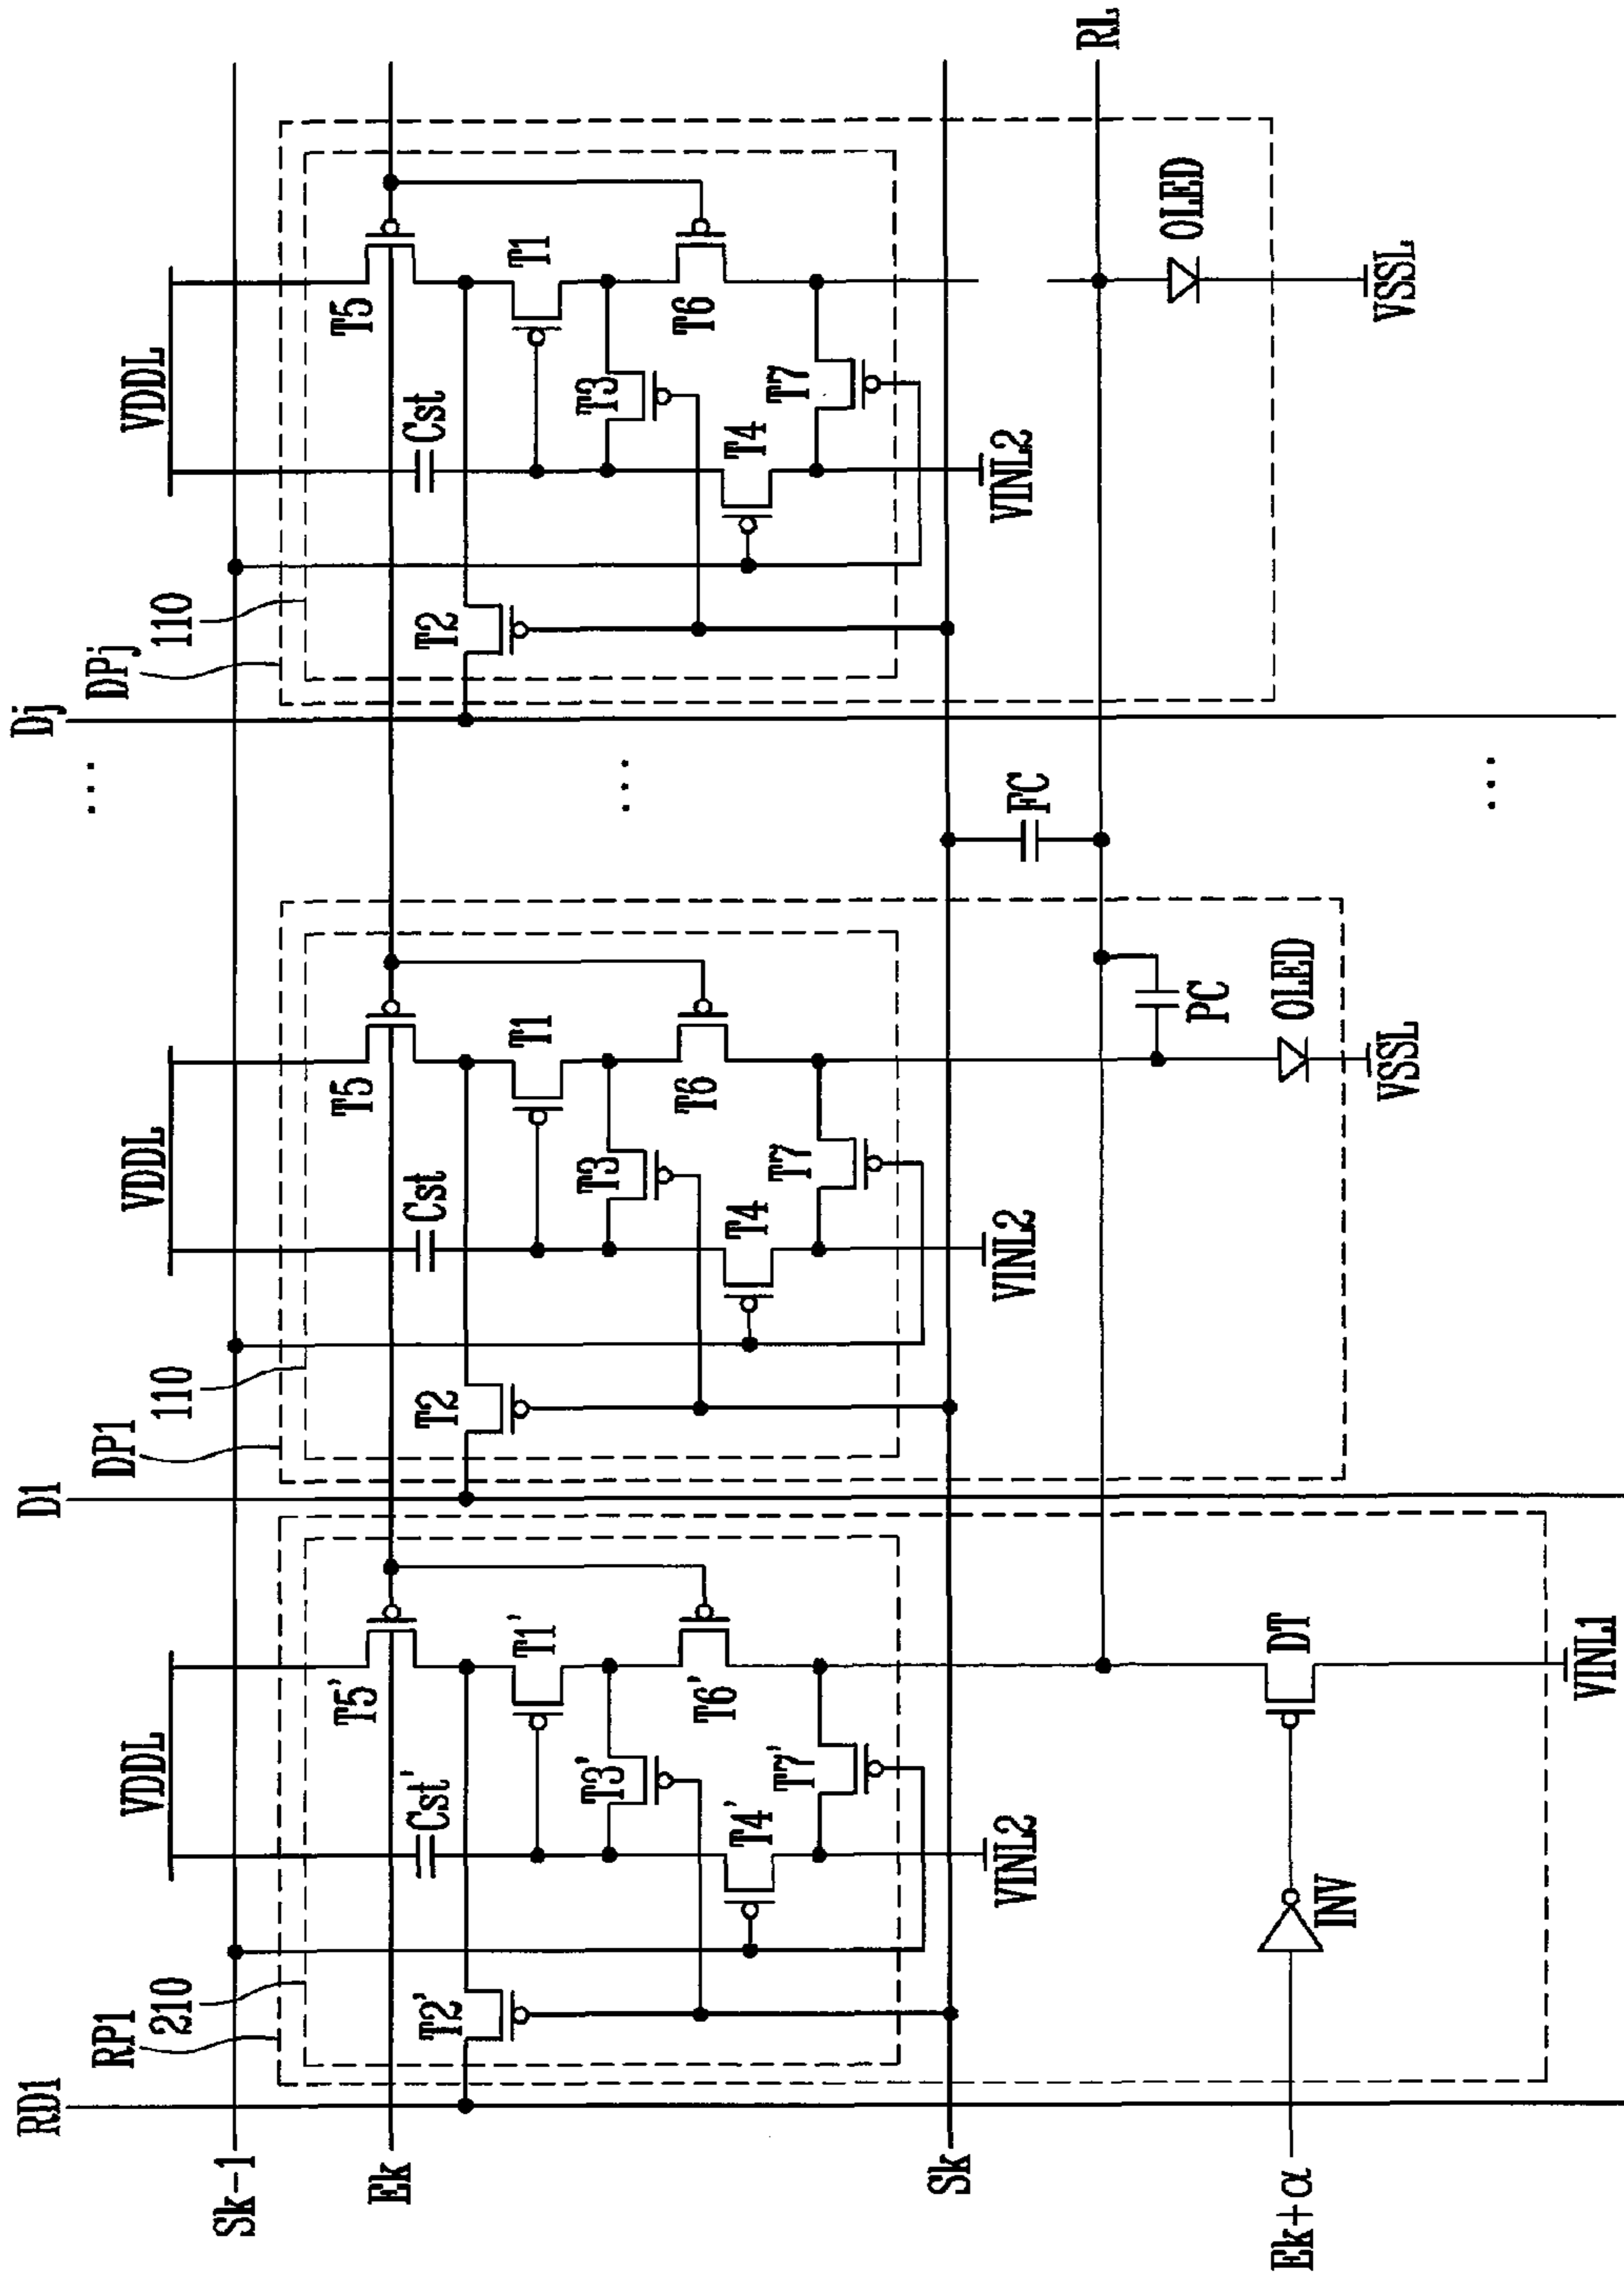 RD1
D1
...
Dj
RP1
210
VDDL
DP1
110
VDDL
...
DPj
110
VDDL
Sk-1
Ek
T5'
Cst'
T2'
T1'
T3'
T6'
T4'
T7'
VINL2
T5
Cst
T2
T1
T3
T6
T4
T7
VINL2
T5
Cst
T2
T1
T3
T6
T4
T7
VINL2
Sk
FC
RL
PC
OLED
VSSL
OLED
VSSL
Ek+α
INV
DT
VINL1
...